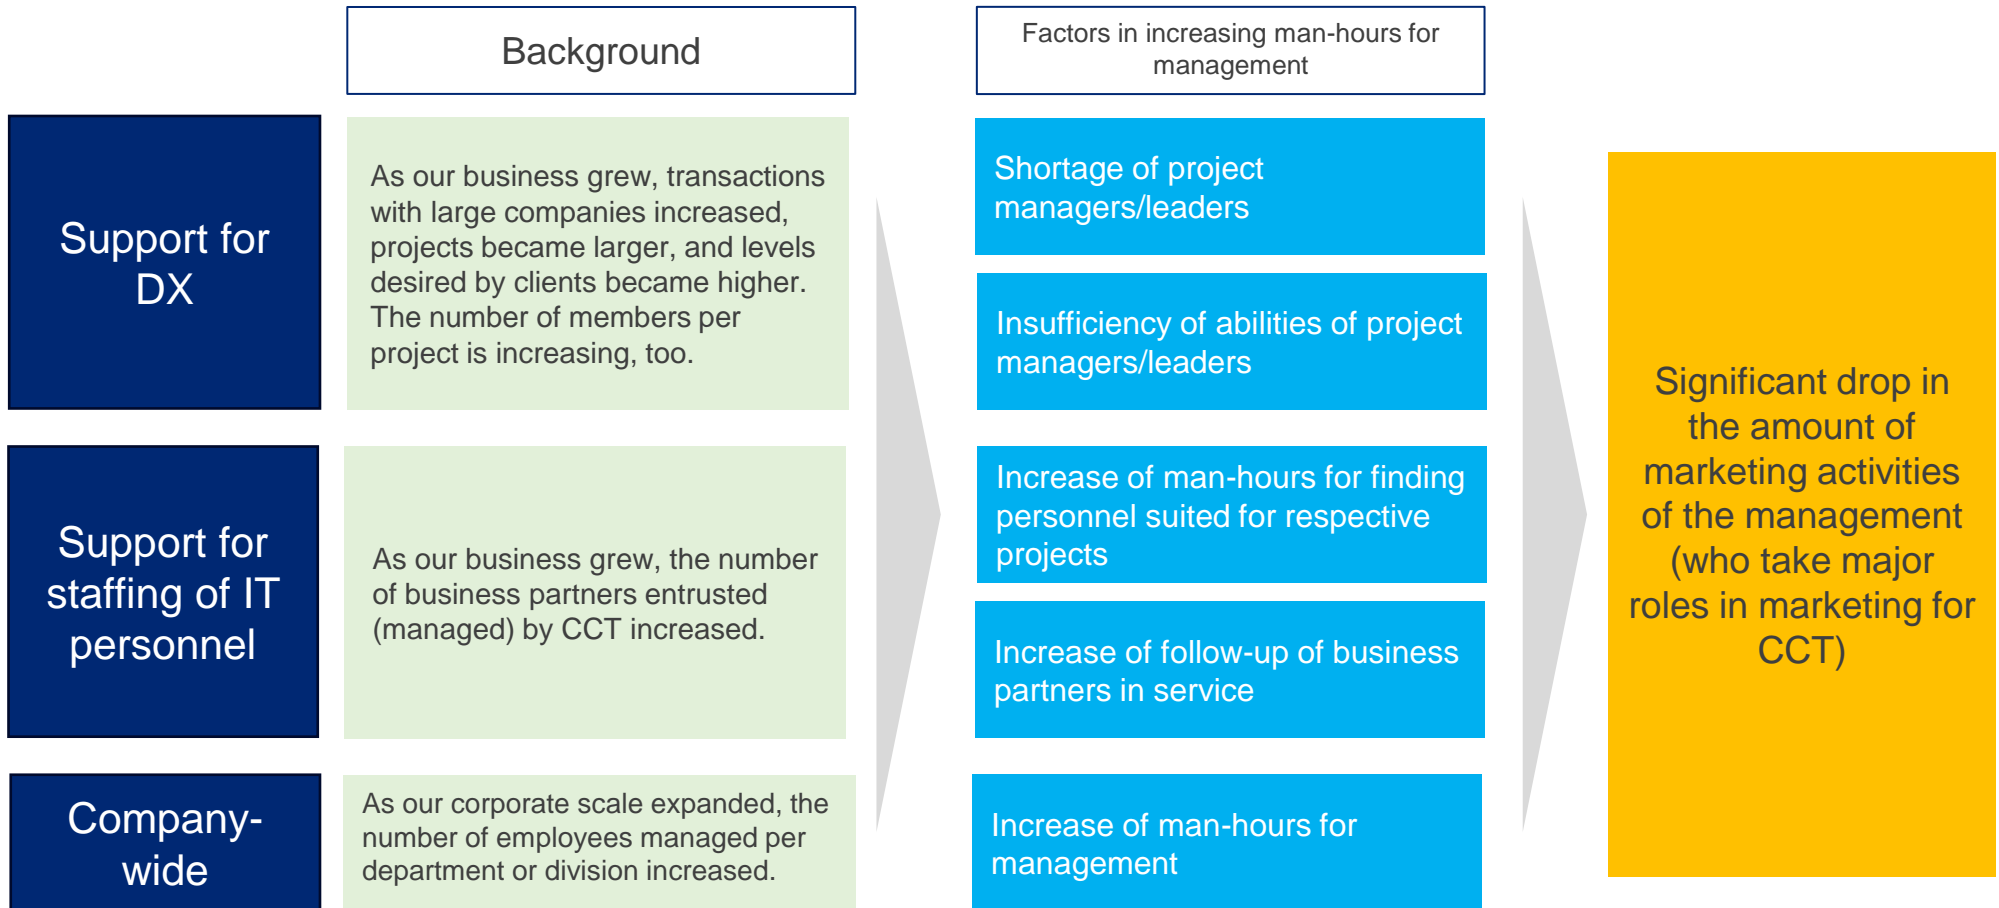 Background
Factors in increasing man-hours for
management
Support for
DX
As our business grew, transactions
with large companies increased,
projects became larger, and levels
desired by clients became higher.
The number of members per
project is increasing, too.
Shortage of project
managers/leaders
Insufficiency of abilities of project
managers/leaders
Support for
staffing of IT
personnel
As our business grew, the number
of business partners entrusted
(managed) by CCT increased.
Increase of man-hours for finding
personnel suited for respective
projects
Increase of follow-up of business
partners in service
Company-
wide
As our corporate scale expanded, the
number of employees managed per
department or division increased.
Increase of man-hours for
management
Significant drop in
the amount of
marketing activities
of the management
(who take major
roles in marketing for
CCT)